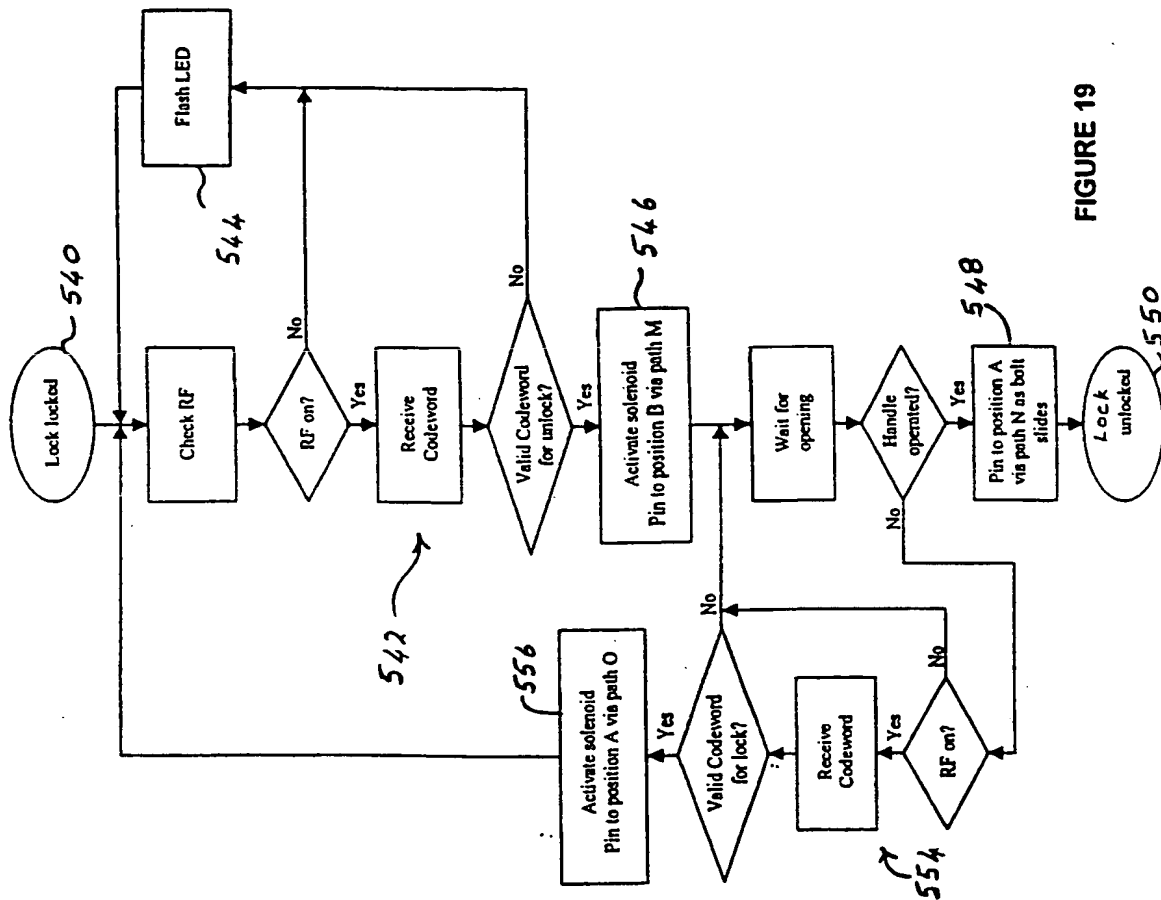 Lock locked
540
Flash LED
544
Check RF
RF on?
No
Yes
Receive
Codeword
542
Valid Codeword
for unlock?
No
Yes
Activate solenoid
Pin to position B via path M
546
Wait for
opening
Handle
operated?
No
Yes
Pin to position A
via path N as bolt
slides
548
Lock
unlocked
550
RF on?
No
Yes
Receive
Codeword
554
Valid Codeword
for lock?
No
Yes
Activate solenoid
Pin to position A via path O
556
FIGURE 19